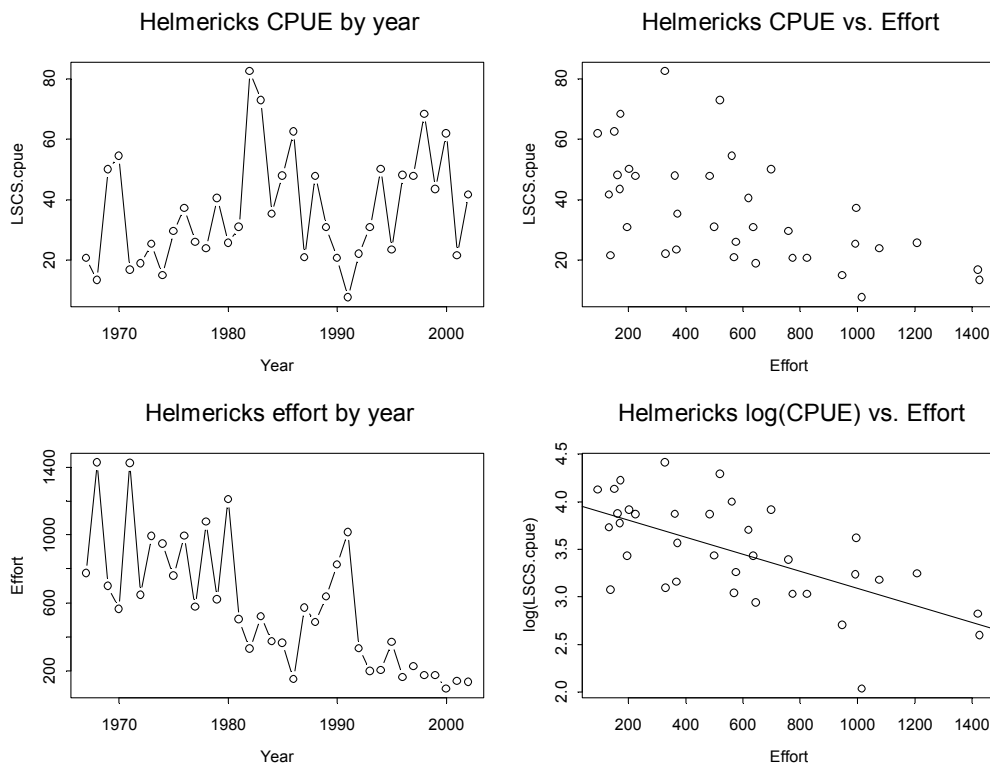 Helmericks CPUE by year
LSCS.cpue
20 40 60 80
1970 1980 1990 2000
Year
Helmericks CPUE vs. Effort
LSCS.cpue
20 40 60 80
200 400 600 800 1000 1200 1400
Effort
Helmericks effort by year
Effort
200 600 1000 1400
1970 1980 1990 2000
Year
Helmericks log(CPUE) vs. Effort
log(LSCS.cpue)
2.0 2.5 3.0 3.5 4.0 4.5
200 400 600 800 1000 1200 1400
Effort